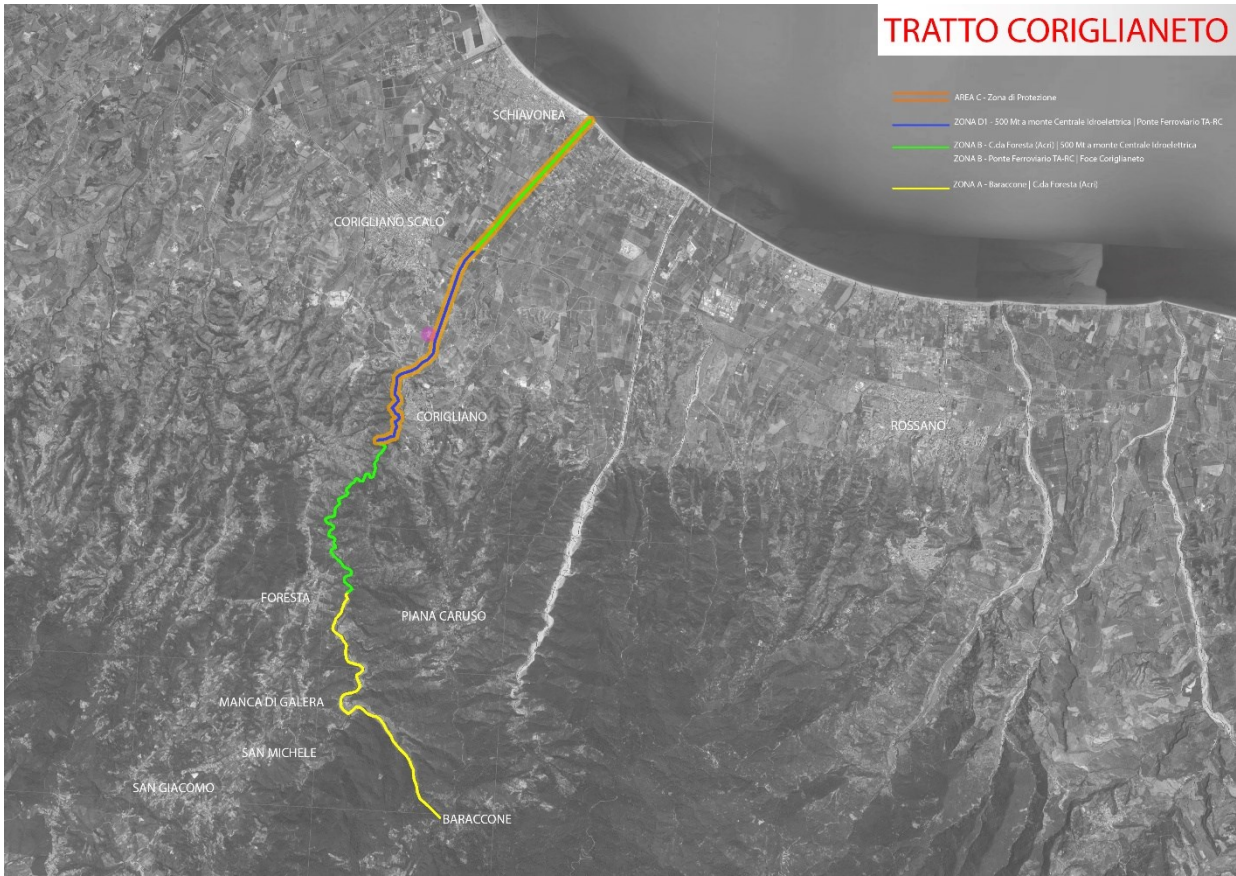 TRATTO CORIGLIANETO
AREA C - Zona di Protezione
ZONA D1 - 500 Mt a monte Centrale Idroelettrica | Ponte Ferroviario TA-RC
ZONA B - C.da Foresta (Acri) | 500 Mt a monte Centrale Idroelettrica
ZONA B - Ponte Ferroviario TA-RC | Foce Coriglianeto
ZONA A - Baraccone | C.da Foresta (Acri)
SCHIAVONEA
CORIGLIANO SCALO
CORIGLIANO
ROSSANO
FORESTA
PIANA CARUSO
MANCA DI GALERA
SAN MICHELE
SAN GIACOMO
BARACCONE